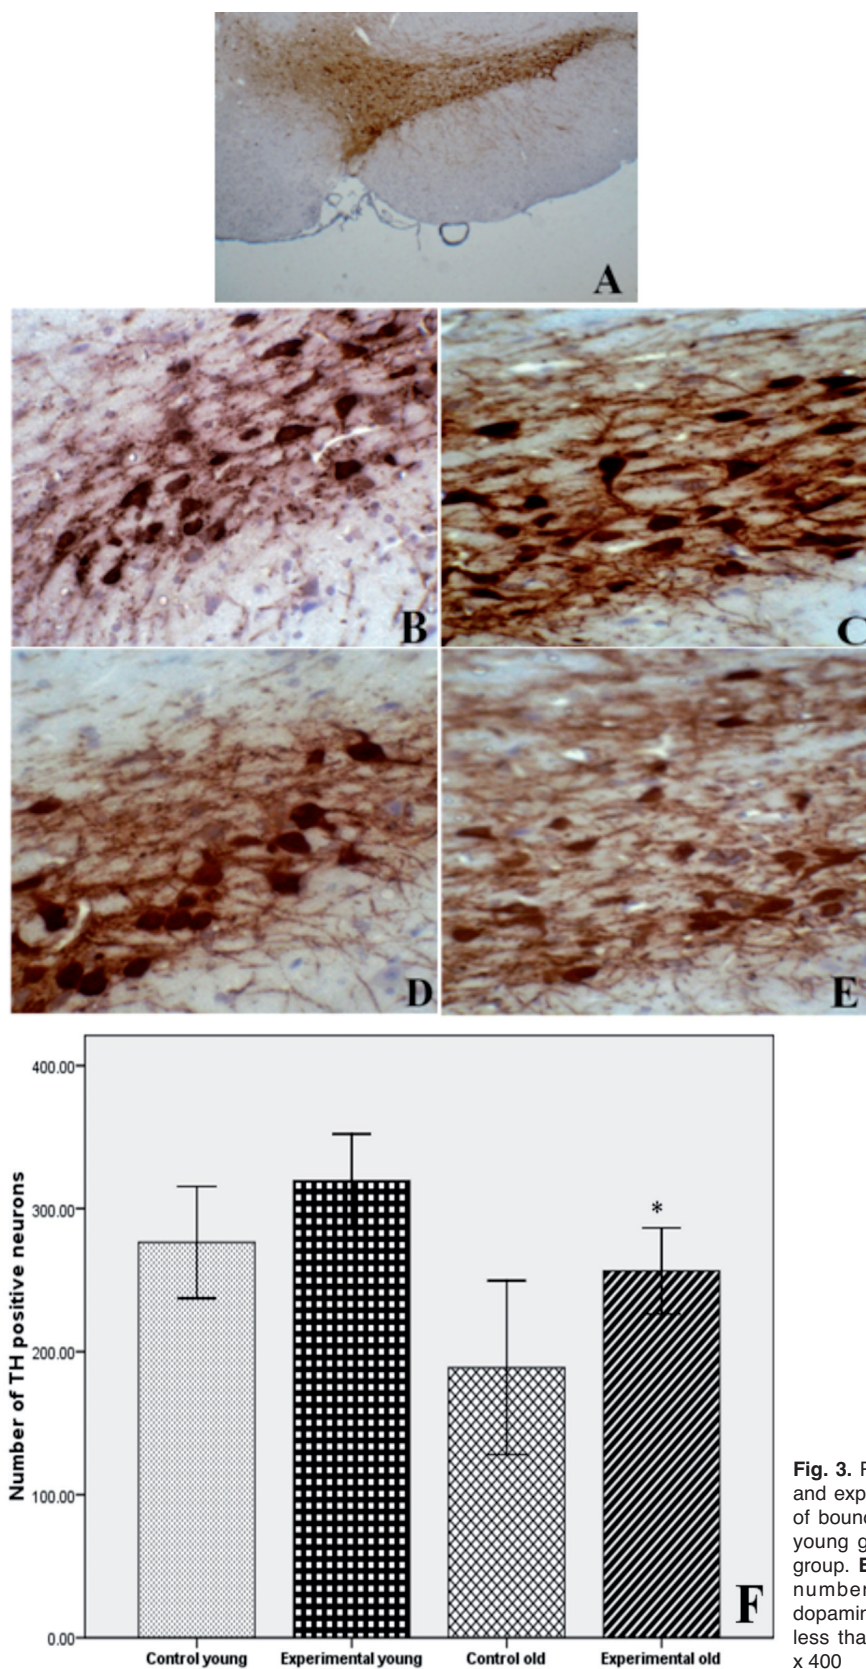 A
B
C
D
E
400.00
300.00
200.00
100.00
0.00
Number of TH positive neurons
*
F
Control young
Experimental young
Control old
Experimental old
Fig. 3.
and exp
of bounc
young g
group.
number
dopamin
less tha
x 400